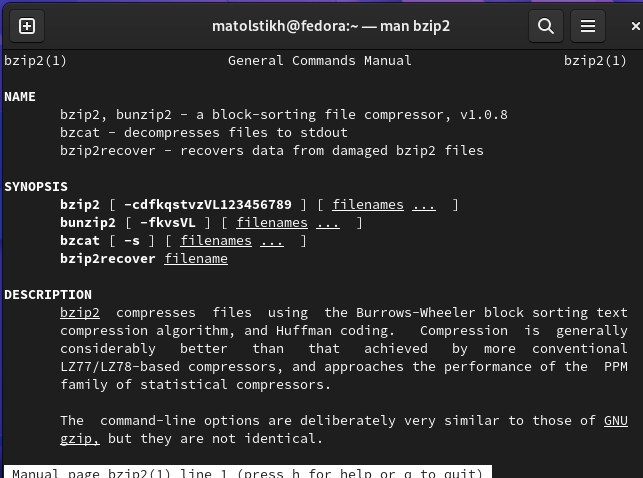 matolstikh@fedora:~ — man bzip2
bzip2(1) General Commands Manual bzip2(1)
NAME
bzip2, bunzip2 - a block-sorting file compressor, v1.0.8
bzcat - decompresses files to stdout
bzip2recover - recovers data from damaged bzip2 files
SYNOPSIS
bzip2 [ -cdfkqstvzVL123456789 ] [ filenames ... ]
bunzip2 [ -fkvsVL ] [ filenames ... ]
bzcat [ -s ] [ filenames ... ]
bzip2recover filename
DESCRIPTION
bzip2 compresses files using the Burrows-Wheeler block sorting text
compression algorithm, and Huffman coding. Compression is generally
considerably better than that achieved by more conventional
LZ77/LZ78-based compressors, and approaches the performance of the PPM
family of statistical compressors.
The command-line options are deliberately very similar to those of GNU
gzip, but they are not identical.
Manual page bzip2(1) line 1 (press h for help or q to quit)